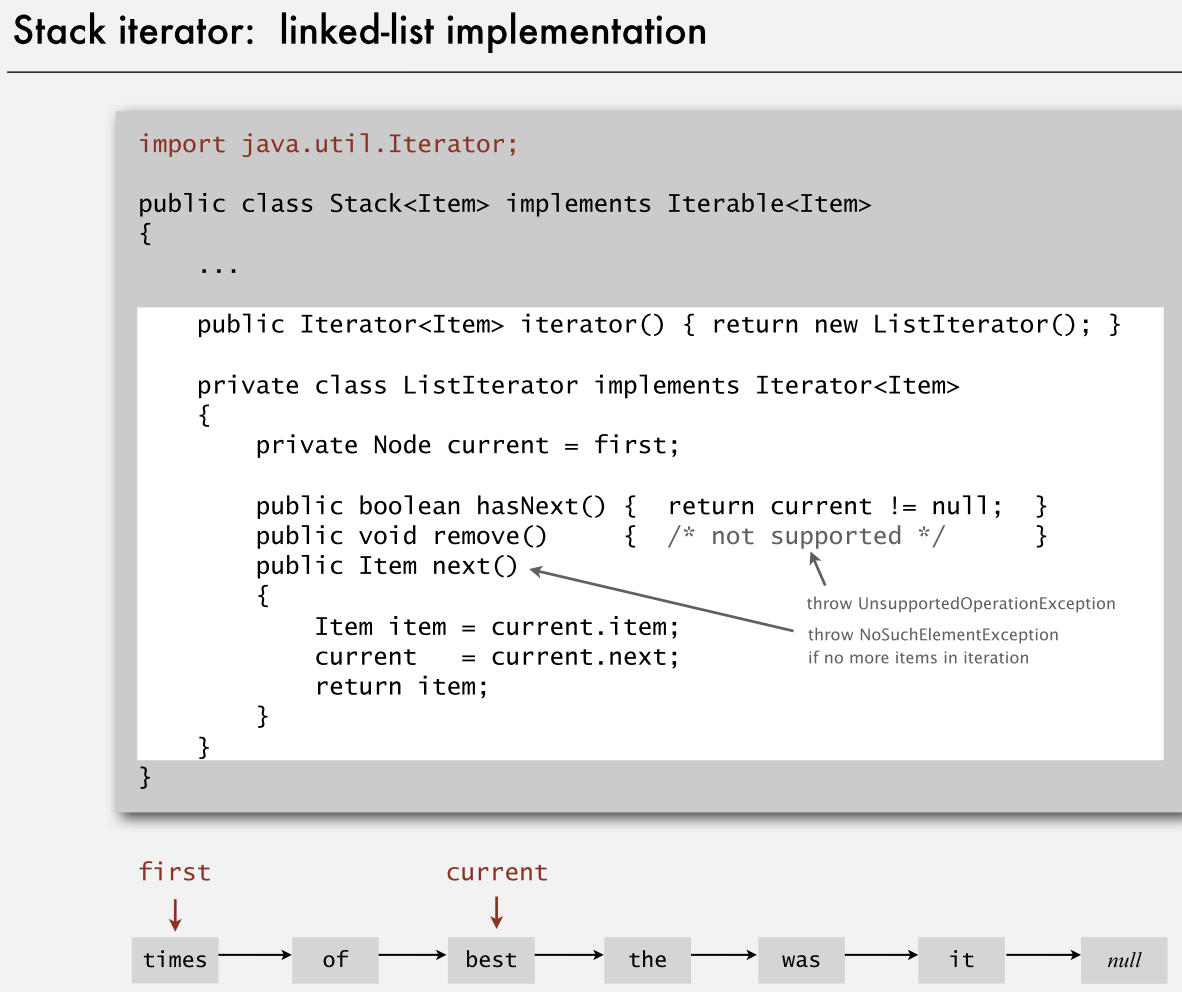 Stack iterator: linked-list implementation
import java.util.Iterator;
public class Stack<Item> implements Iterable<Item>
{
...
public Iterator<Item> iterator() { return new ListIterator(); }
private class ListIterator implements Iterator<Item>
{
private Node current = first;
public boolean hasNext() { return current != null; }
public void remove() { /* not supported */ }
public Item next()
{
throw UnsupportedOperationException
Item item = current.item;
throw NoSuchElementException
if no more items in iteration
current = current.next;
return item;
}
}
}
first current
times of best the was it null